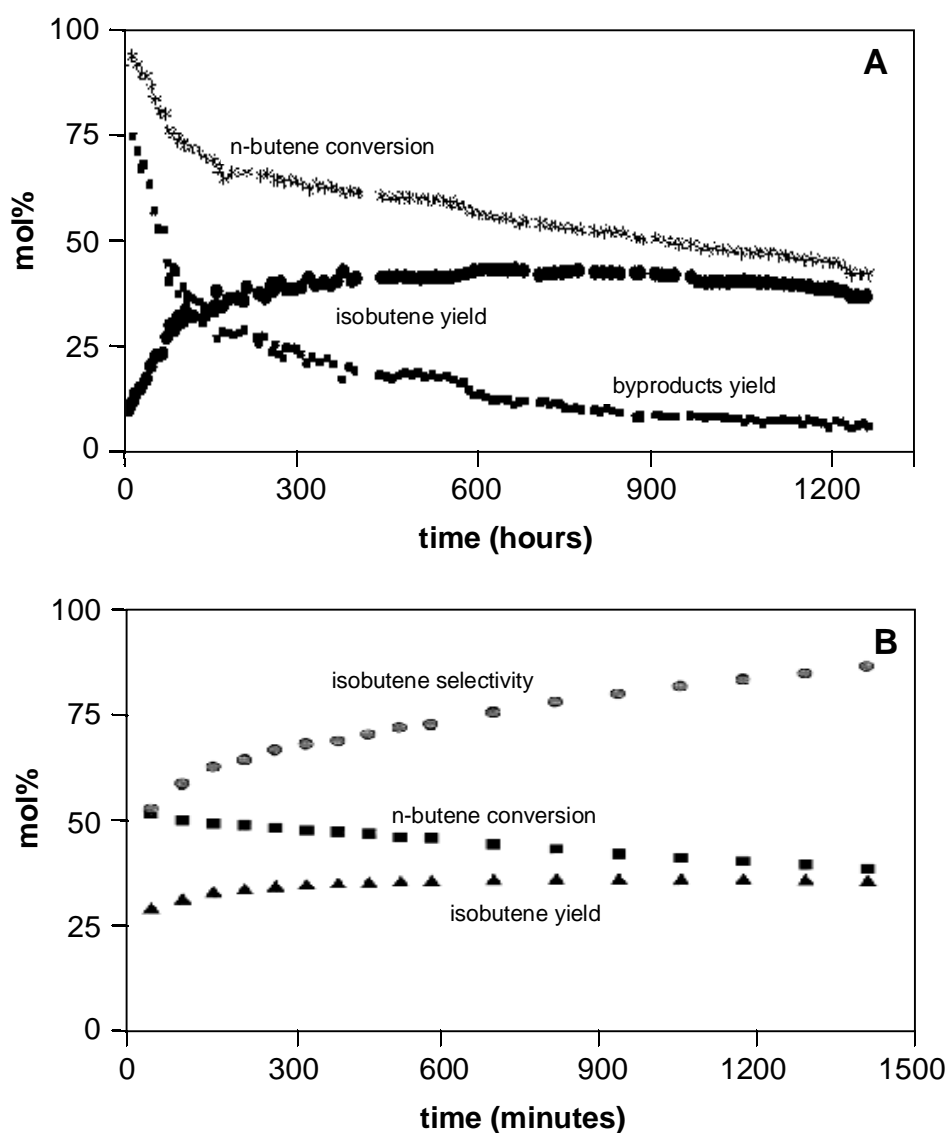 100
A
75
n-butene conversion
mol%
50
isobutene yield
25
byproducts yield
0
0 300 600 900 1200
time (hours)
100
B
isobutene selectivity
75
mol%
50
n-butene conversion
isobutene yield
25
0
0 300 600 900 1200 1500
time (minutes)